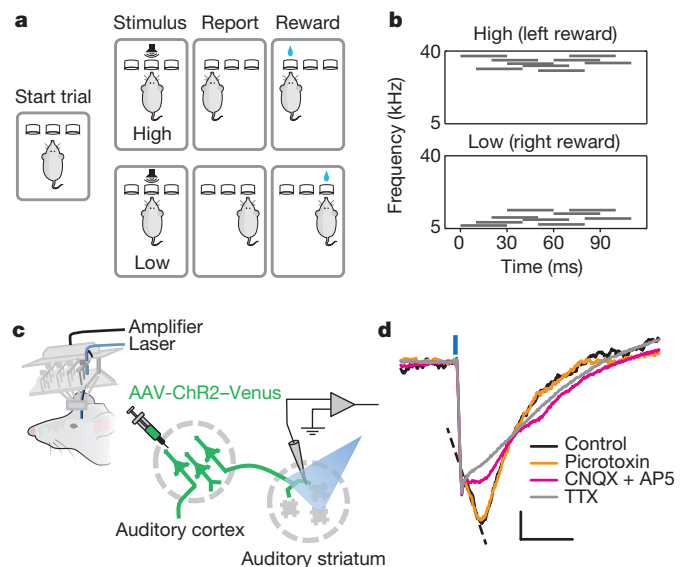 a
Stimulus Report Reward
Start trial
High
Low
b
High (left reward)
40
5
Low (right reward)
40
5
Frequency (kHz)
0 30 60 90
Time (ms)
c
Amplifier
Laser
AAV-ChR2–Venus
Auditory cortex
Auditory striatum
d
Control
Picrotoxin
CNQX + AP5
TTX